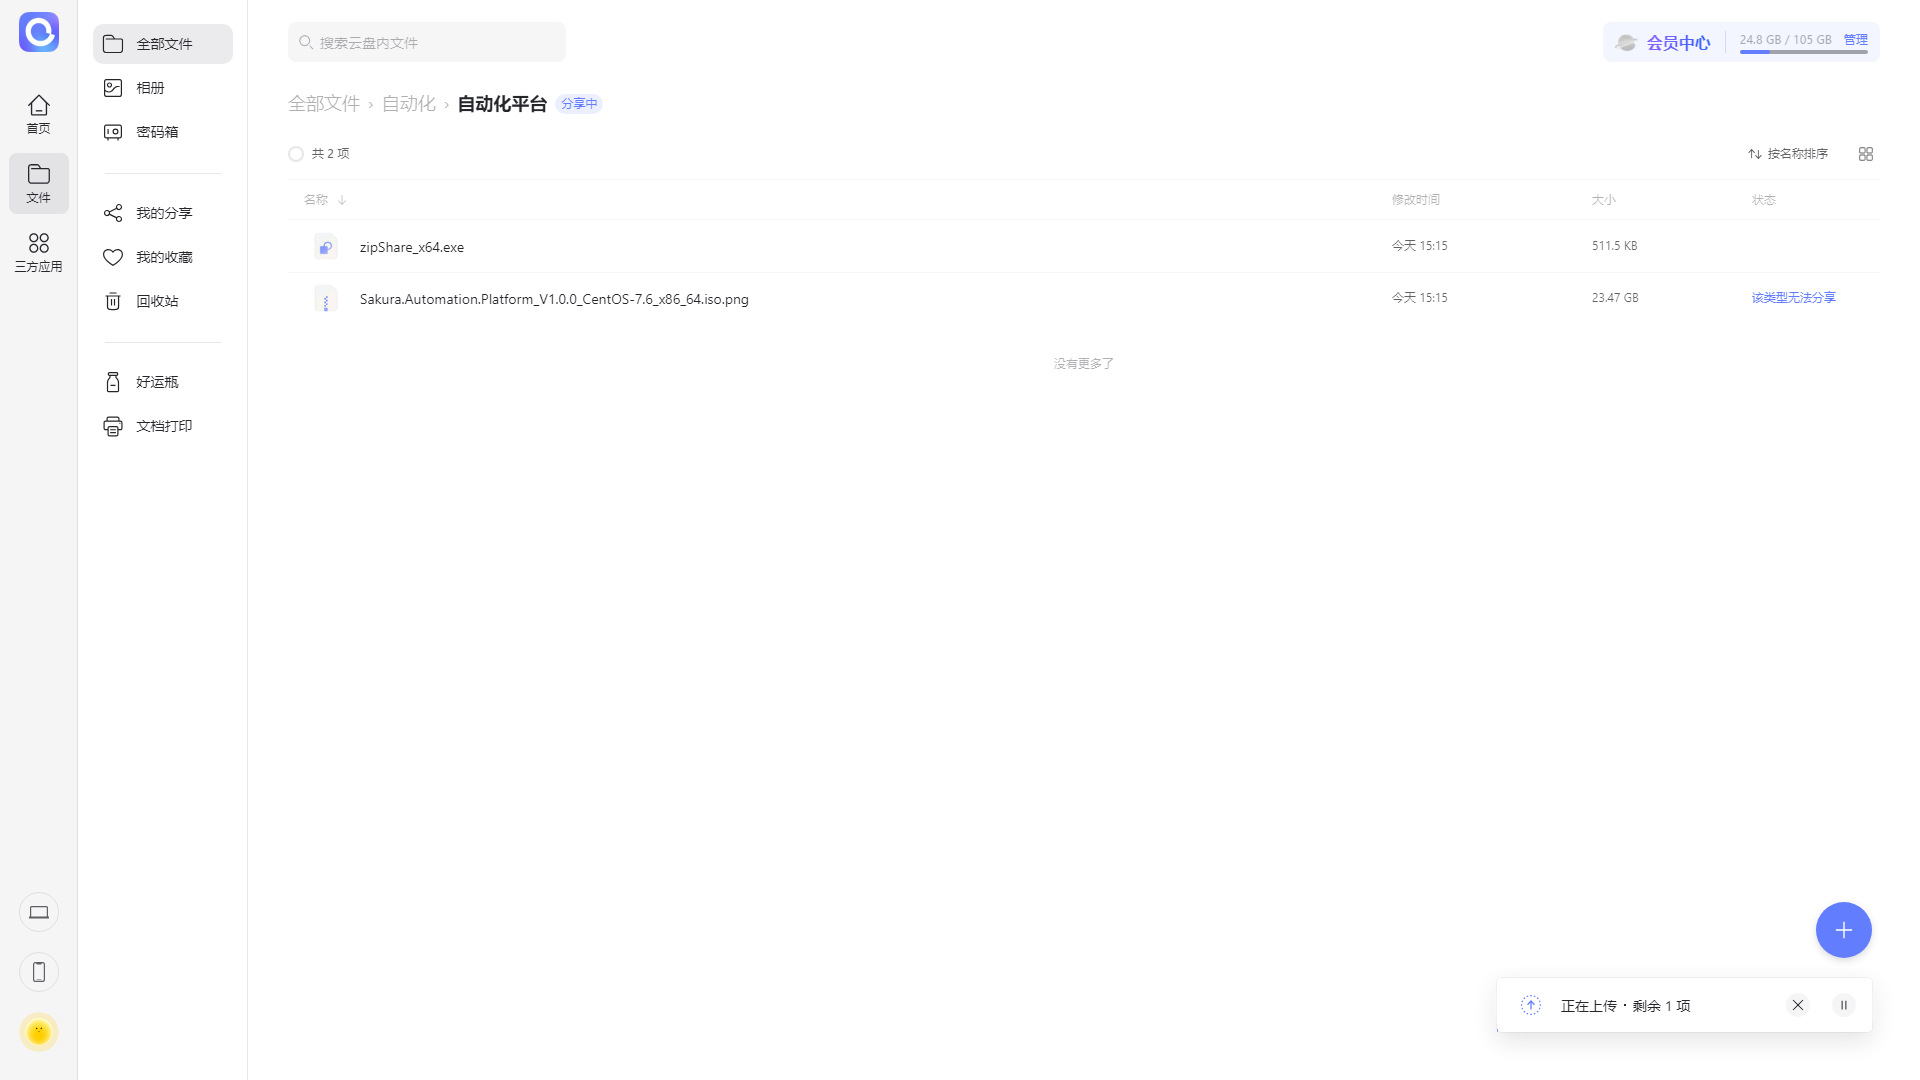 首页
文件
三方应用
全部文件
相册
密码箱
我的分享
我的收藏
回收站
好运瓶
文档打印
搜索云盘内文件
会员中心
24.8 GB / 105 GB 管理
全部文件 › 自动化 › 自动化平台 分享中
共 2 项
按名称排序
名称 修改时间 大小 状态
zipShare_x64.exe 今天 15:15 511.5 KB
Sakura.Automation.Platform_V1.0.0_CentOS-7.6_x86_64.iso.png 今天 15:15 23.47 GB 该类型无法分享
没有更多了
正在上传・剩余 1 项